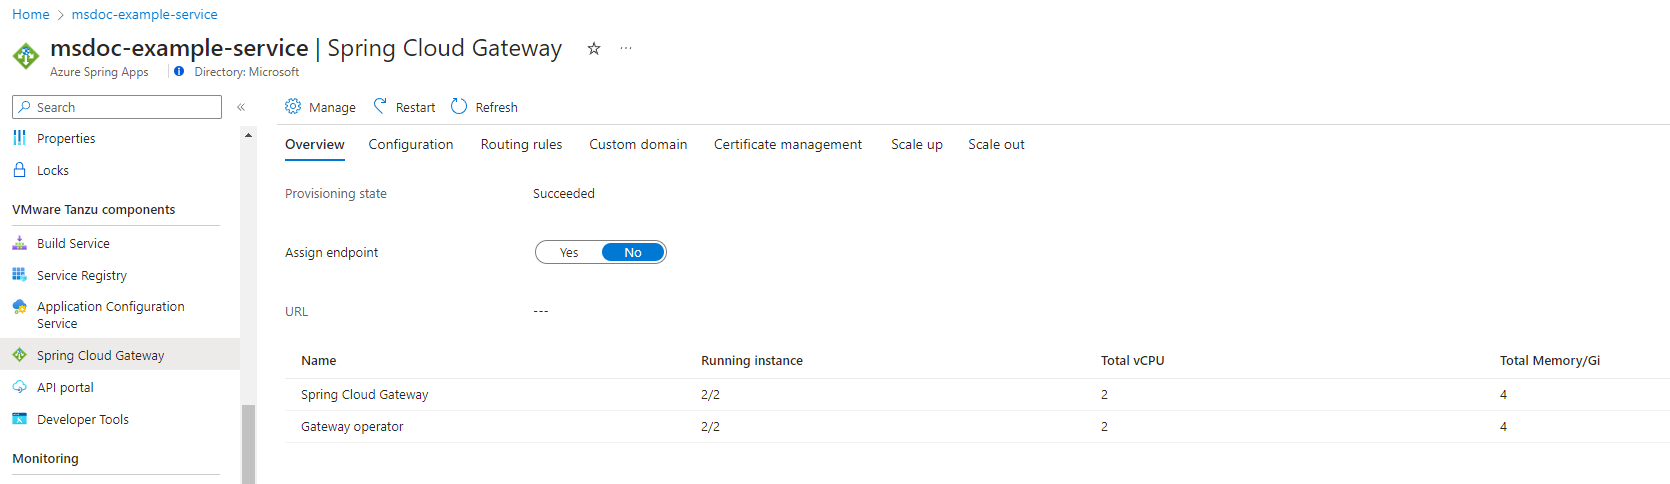 Home > msdoc-example-service
msdoc-example-service | Spring Cloud Gateway
Azure Spring Apps | Directory: Microsoft
Search
Properties
Locks
VMware Tanzu components
Build Service
Service Registry
Application Configuration
Service
Spring Cloud Gateway
API portal
Developer Tools
Monitoring
Manage Restart Refresh
Overview Configuration Routing rules Custom domain Certificate management Scale up Scale out
Provisioning state Succeeded
Assign endpoint Yes No
URL ---
Name Running instance Total vCPU Total Memory/Gi
Spring Cloud Gateway 2/2 2 4
Gateway operator 2/2 2 4